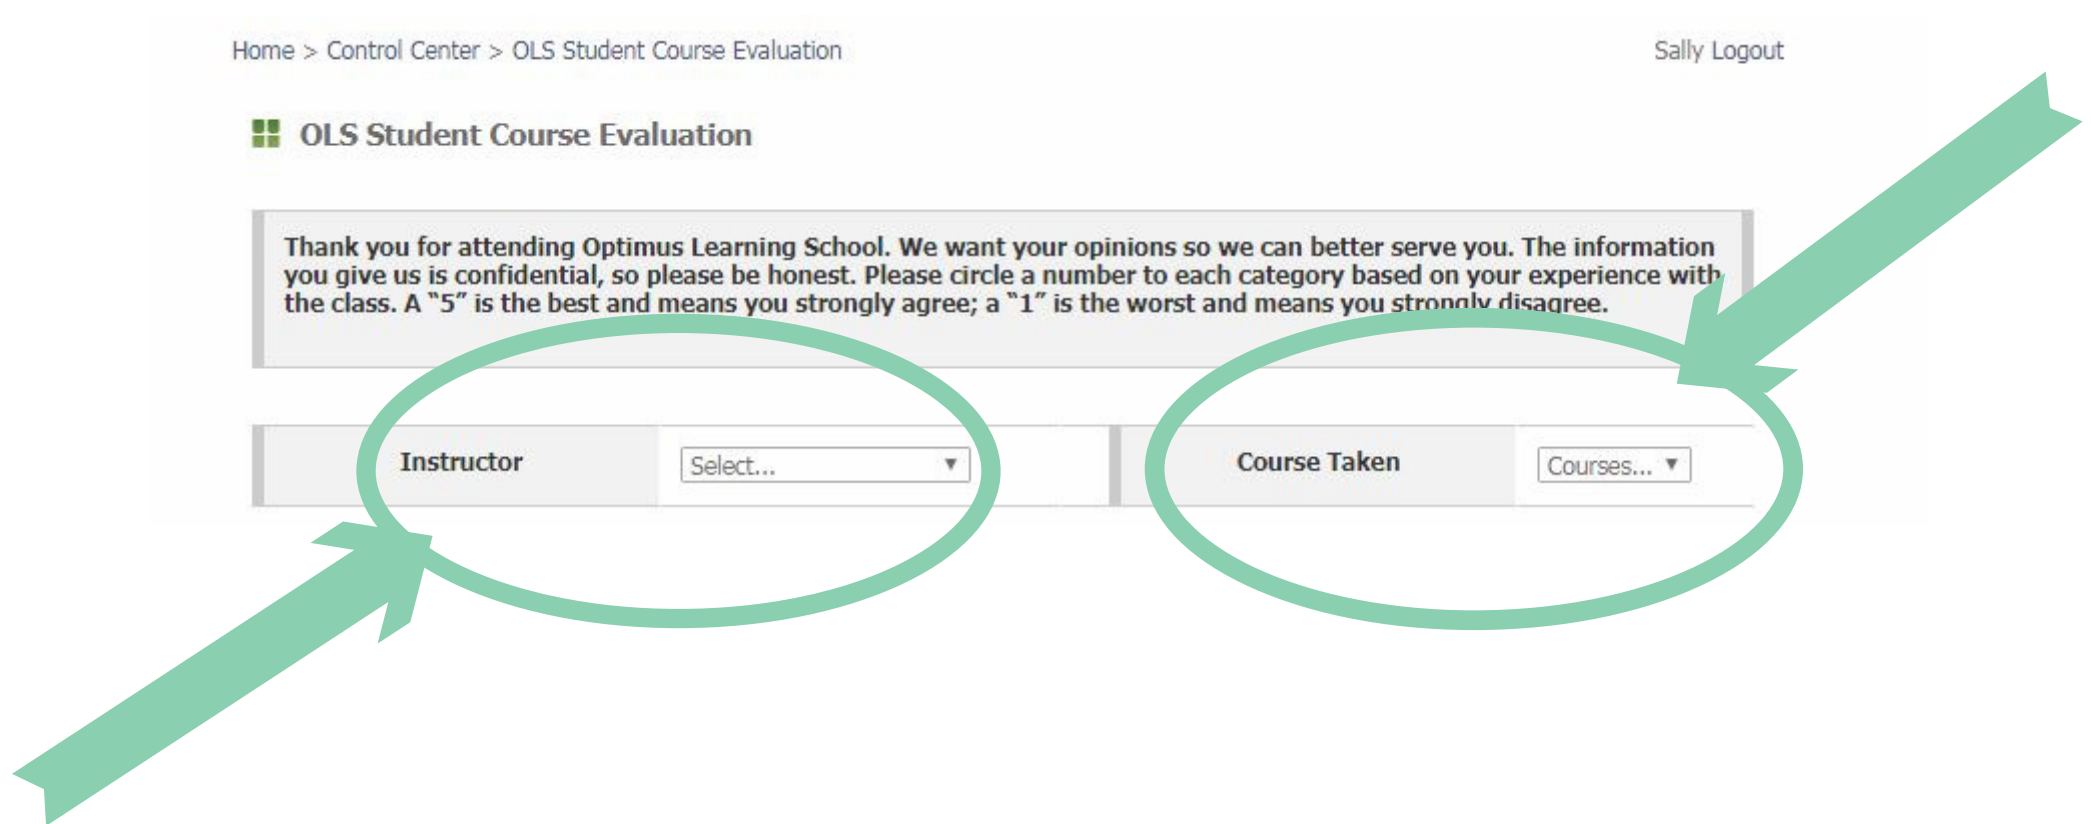 Home > Control Center > OLS Student Course Evaluation
Sally Logout
OLS Student Course Evaluation
Thank you for attending Optimus Learning School. We want your opinions so we can better serve you. The information
you give us is confidential, so please be honest. Please circle a number to each category based on your experience with
the class. A “5” is the best and means you strongly agree; a “1” is the worst and means you strongly disagree.
Instructor
Select...
Course Taken
Courses...